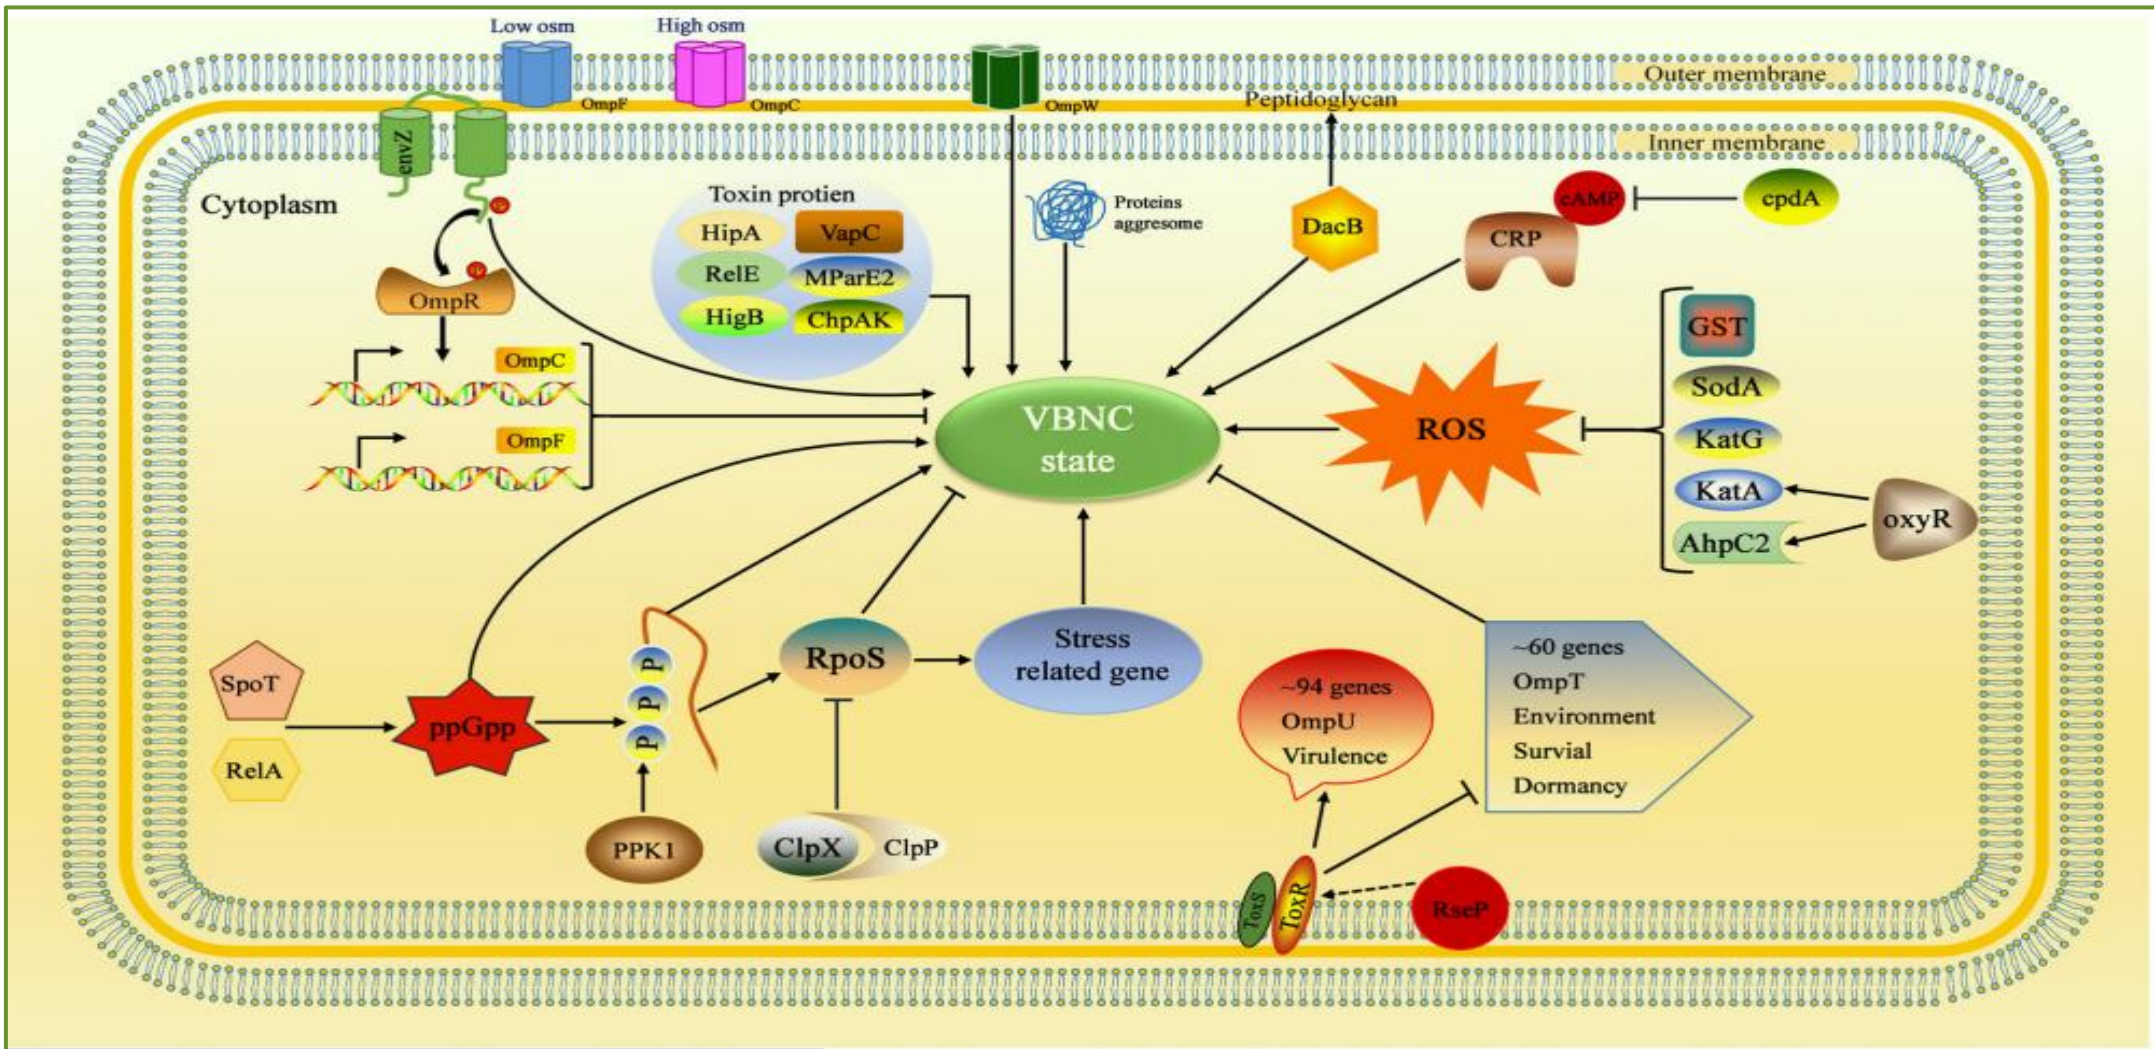 Low osm
High osm
OmpF
OmpC
OmpW
Peptidoglycan
Outer membrane
Inner membrane
envZ
Cytoplasm
P
P
OmpR
OmpC
OmpF
Toxin protien
HipA
VapC
RelE
MParE2
HigB
ChpAK
Proteins
aggresome
DacB
cAMP
cpdA
CRP
VBNC
state
ROS
GST
SodA
KatG
KatA
AhpC2
oxyR
SpoT
RelA
ppGpp
P
P
P
PPK1
RpoS
ClpX
ClpP
Stress
related gene
~94 genes
OmpU
Virulence
~60 genes
OmpT
Environment
Survial
Dormancy
ToxS
ToxR
RseP